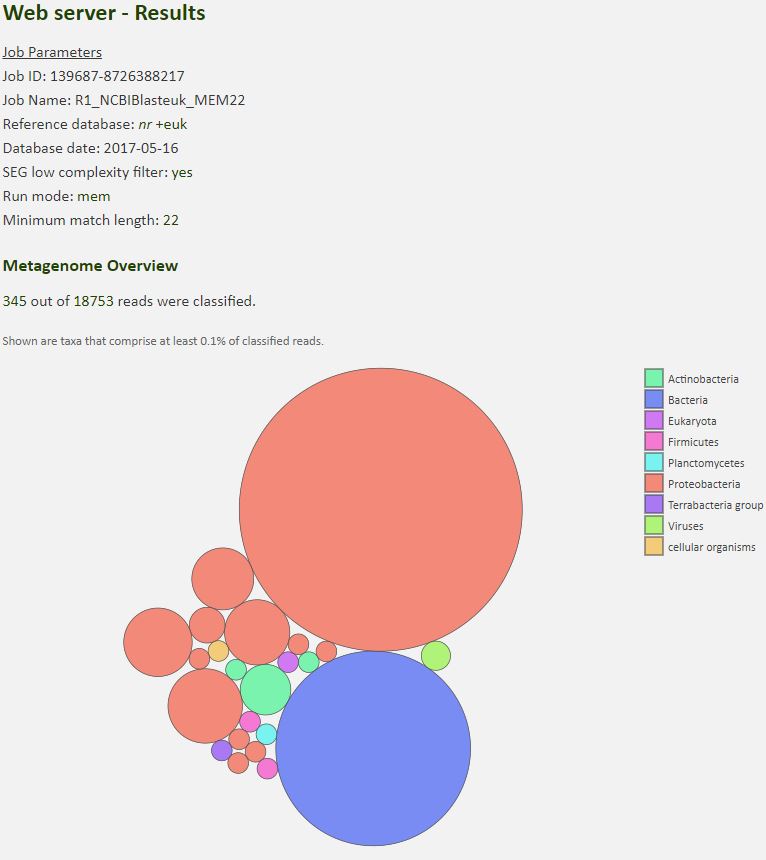 Web server - Results
Job Parameters
Job ID: 139687-8726388217
Job Name: R1_NCBIBlasteuk_MEM22
Reference database: nr +euk
Database date: 2017-05-16
SEG low complexity filter: yes
Run mode: mem
Minimum match length: 22
Metagenome Overview
345 out of 18753 reads were classified.
Shown are taxa that comprise at least 0.1% of classified reads.
Actinobacteria
Bacteria
Eukaryota
Firmicutes
Planctomycetes
Proteobacteria
Terrabacteria group
Viruses
cellular organisms